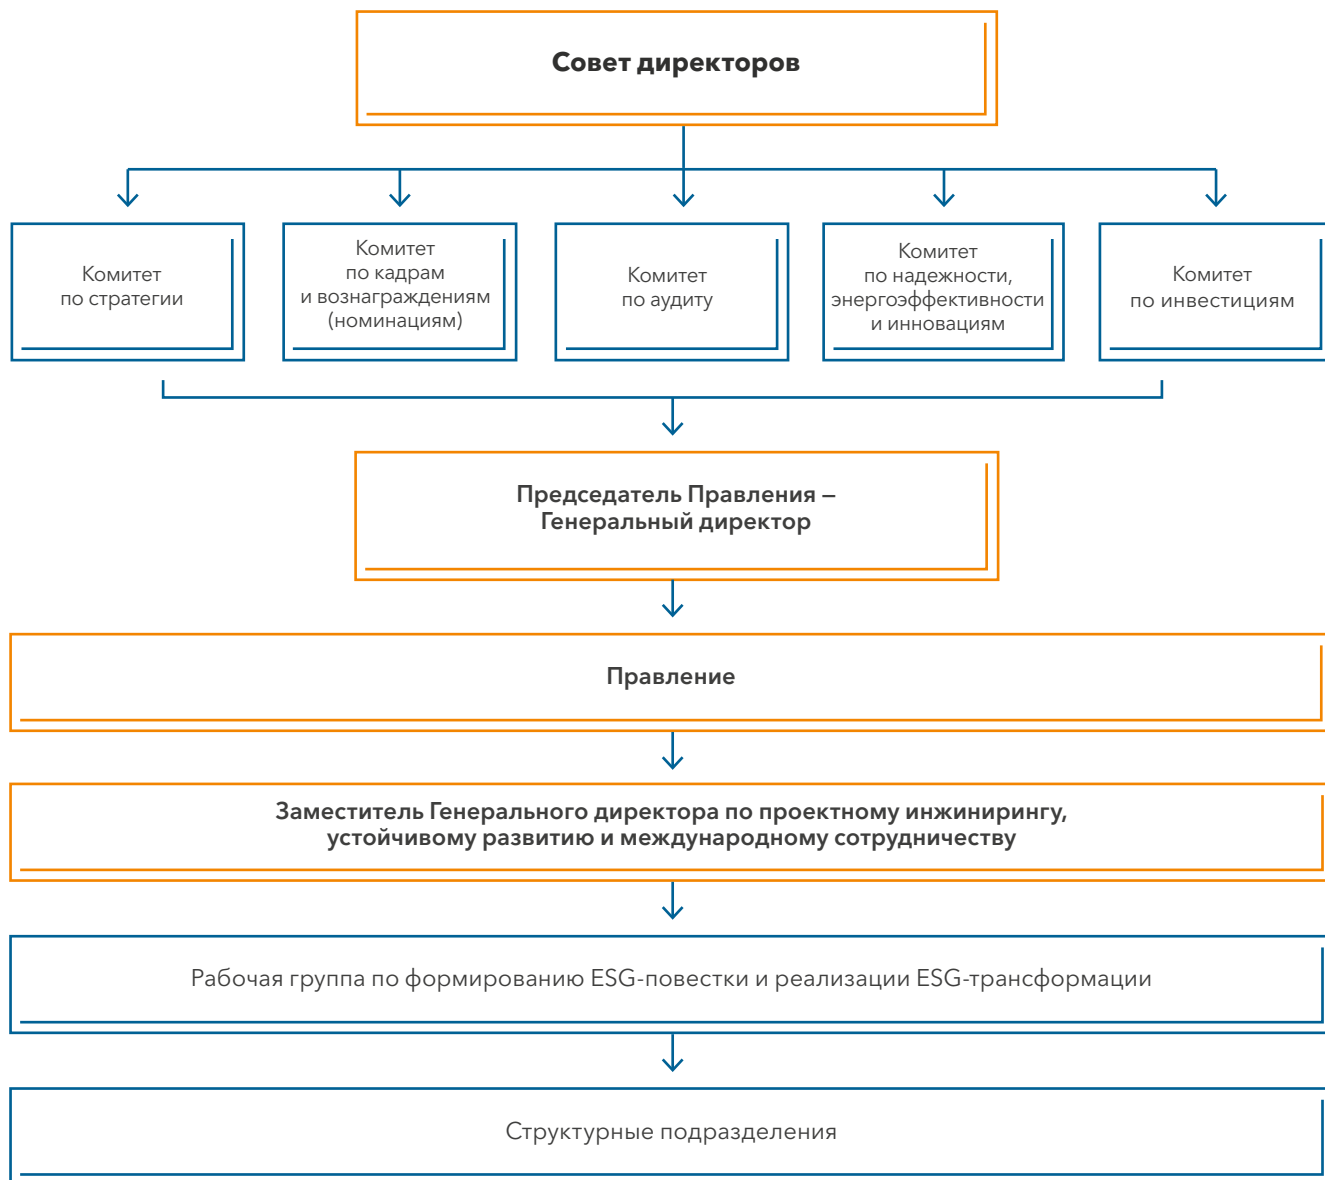 Совет директоров
Комитет
по стратегии
Комитет
по кадрам
и вознаграждениям
(номинациям)
Комитет
по аудиту
Комитет
по надежности,
энергоэффективности
и инновациям
Комитет
по инвестициям
Председатель Правления —
Генеральный директор
Правление
Заместитель Генерального директора по проектному инжинирингу,
устойчивому развитию и международному сотрудничеству
Рабочая группа по формированию ESG-повестки и реализации ESG-трансформации
Структурные подразделения